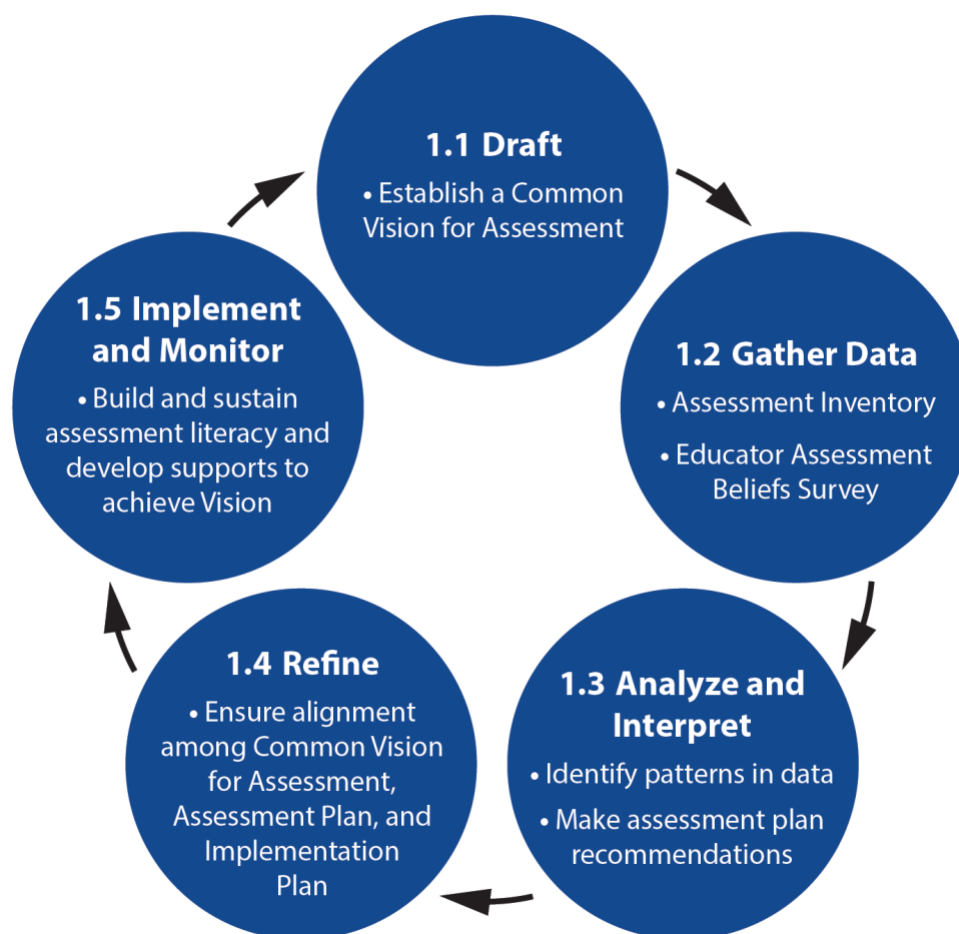 1.1 Draft
• Establish a Common
Vision for Assessment
1.2 Gather Data
• Assessment Inventory
• Educator Assessment
Beliefs Survey
1.3 Analyze and
Interpret
• Identify patterns in data
• Make assessment plan
recommendations
1.4 Refine
• Ensure alignment
among Common Vision
for Assessment,
Assessment Plan, and
Implementation
Plan
1.5 Implement
and Monitor
• Build and sustain
assessment literacy and
develop supports to
achieve Vision